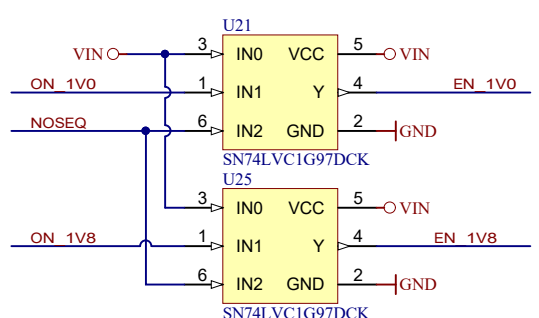 U21
VIN 3 IN0 VCC 5 VIN
ON_1V0 1 IN1 Y 4 EN_1V0
NOSEQ 6 IN2 GND 2 GND
SN74LVC1G97DCK
U25
3 IN0 VCC 5 VIN
ON_1V8 1 IN1 Y 4 EN_1V8
6 IN2 GND 2 GND
SN74LVC1G97DCK